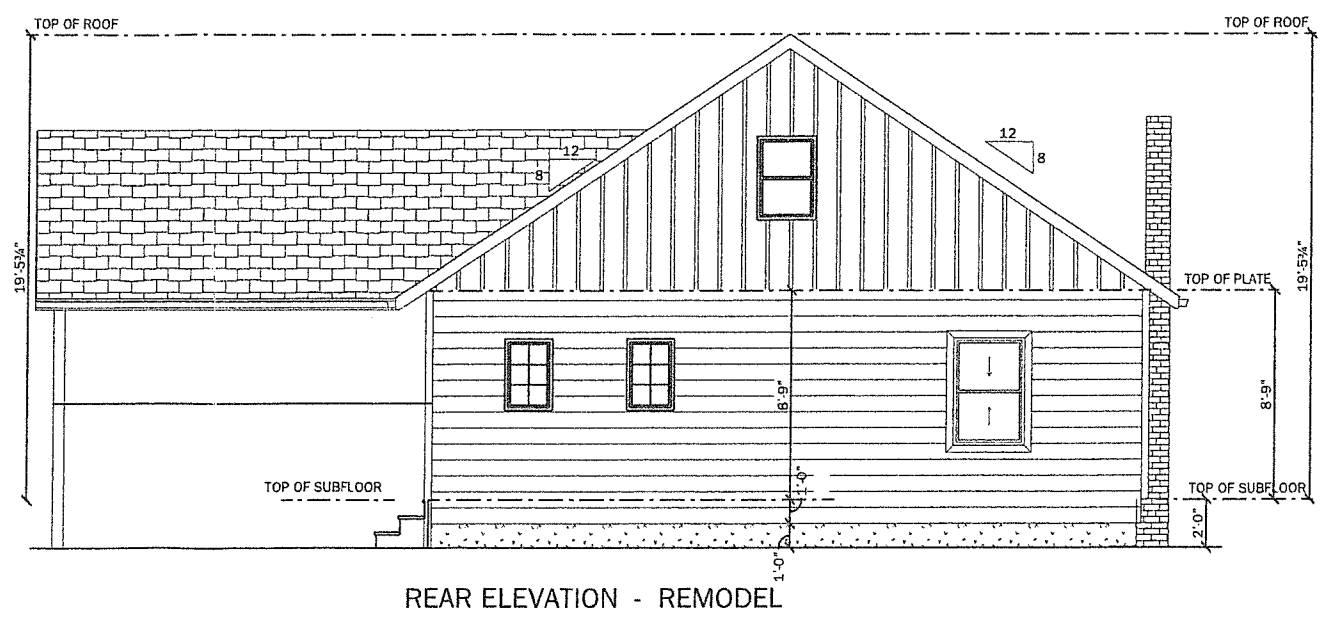 TOP OF ROOF
TOP OF ROOF
12
8
12
8
19'-5¾"
19'-5¾"
TOP OF PLATE
8'-9"
8'-9"
1'-0"
TOP OF SUBFLOOR
TOP OF SUBFLOOR
2'-0"
1'-0"
REAR ELEVATION - REMODEL